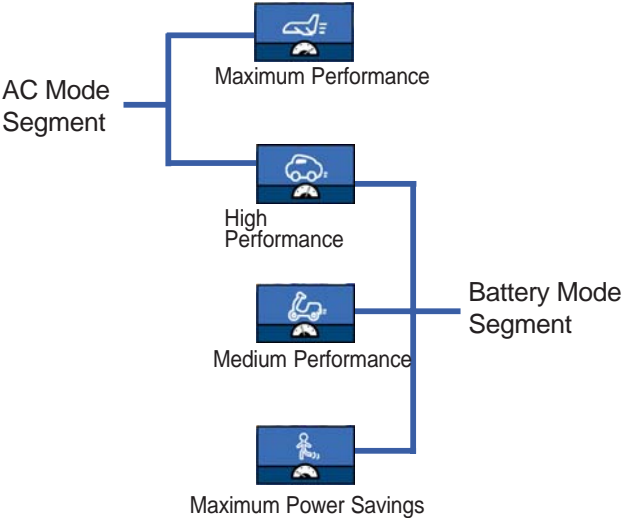 Maximum Performance
AC Mode
Segment
High
Performance
Battery Mode
Segment
Medium Performance
Maximum Power Savings